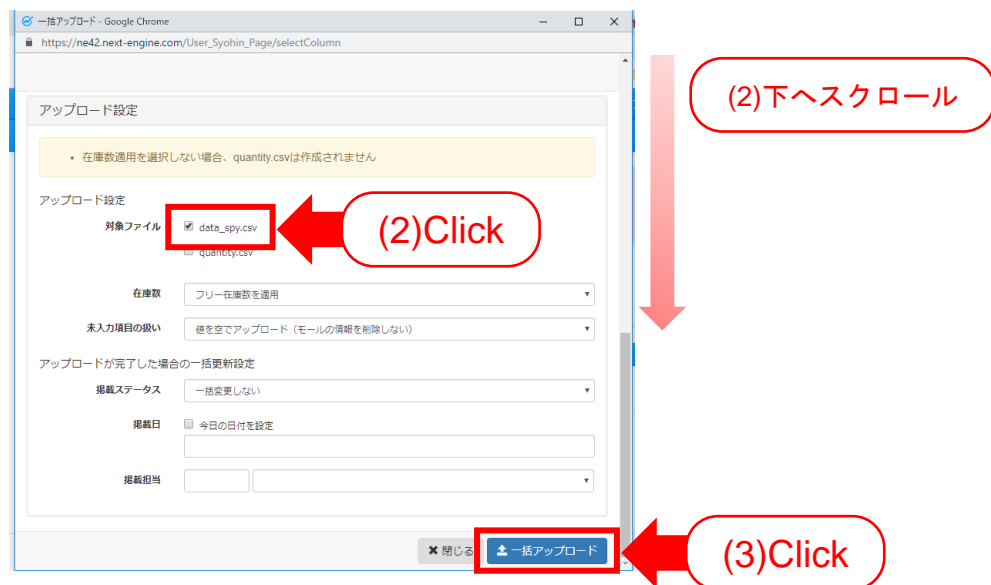 一括アップロード - Google Chrome
https://ne42.next-engine.com/User_Syohin_Page/selectColumn
(2)下へスクロール
アップロード設定
在庫数適用を選択しない場合、quantity.csvは作成されません
アップロード設定
対象ファイル data_spy.csv
(2)Click
quantity.csv
在庫数 フリー在庫数を適用
未入力項目の扱い 値を空でアップロード（モールの情報を削除しない）
アップロードが完了した場合の一括更新設定
掲載ステータス 一括変更しない
掲載日 今日の日付を設定
掲載担当
閉じる 一括アップロード
(3)Click